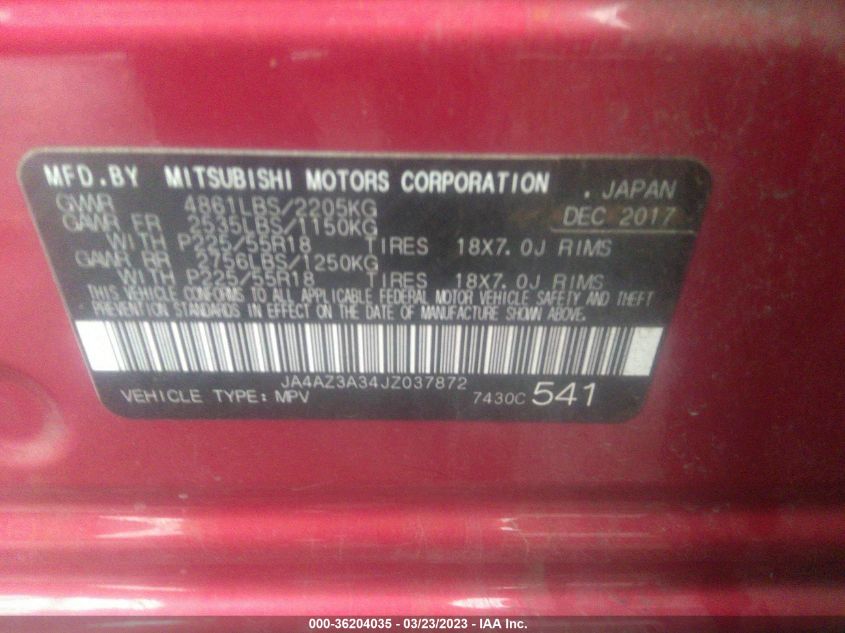 MFD.BY MITSUBISHI MOTORS CORPORATION . JAPAN
GVWR 4861LBS/2205KG DEC 2017
GAWR FR 2535LBS/1150KG
WITH P225/55R18 TIRES 18X7.0J RIMS
GAWR RR 2756LBS/1250KG
WITH P225/55R18 TIRES 18X7.0J RIMS
THIS VEHICLE CONFORMS TO ALL APPLICABLE FEDERAL MOTOR VEHICLE SAFETY AND THEFT
PREVENTION STANDARDS IN EFFECT ON THE DATE OF MANUFACTURE SHOWN ABOVE.
JA4AZ3A34JZ037872
VEHICLE TYPE:MPV 7430C 541
000-36204035 - 03/23/2023 - IAA Inc.